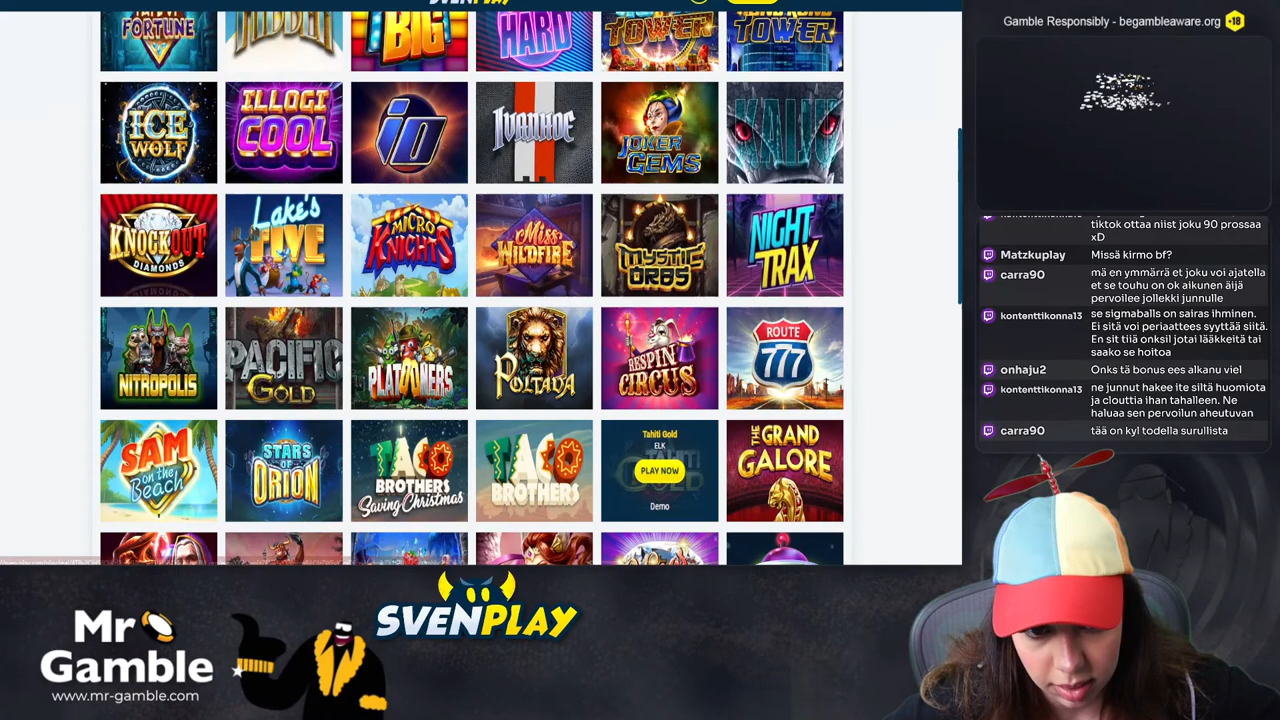 SVENPLAY
Gamble Responsibly - begambleaware.org +18
FORTUNE
BIG
HARD
TOWER
TOWER
ICE
WOLF
ILLOGI
COOL
iO
IVANHOE
JOKER
GEMS
KAIJU
KNOCKOUT
DIAMONDS
Lake's
FIVE
MICRO
KNIGHTS
Miss
WILDFIRE
MYSTIC
ORBS
NIGHT
TRAX
NITROPOLIS
PACIFIC
GOLD
PLATOONERS
POLTAVA
RESPIN
CIRCUS
ROUTE
777
SAM
on the
Beach
STARS
OF
ORION
TACO
BROTHERS
Saving Christmas
TACO
BROTHERS
Tahiti Gold
ELK
PLAY NOW
Demo
THE
GRAND
GALORE
tiktok ottaa niist joku 90 prossaa
xD
Matzkuplay Missä kirmo bf?
carra90 mä en ymmärrä et joku voi ajatella
et se touhu on ok aikunen äijä
pervoilee jollekki junnulle
kontenttikonna13 se sigmaballs on sairas ihminen.
Ei sitä voi periaattees syyttää siitä.
En sit tiiä onksil jotai lääkkeitä tai
saako se hoitoa
onhaju2 Onks tä bonus ees alkanu viel
kontenttikonna13 ne junnut hakee ite siltä huomiota
ja clouttia ihan tahalleen. Ne
haluaa sen pervoilun aheutuvan
carra90 tää on kyl todella surullista
Mr
Gamble
www.mr-gamble.com
SVENPLAY